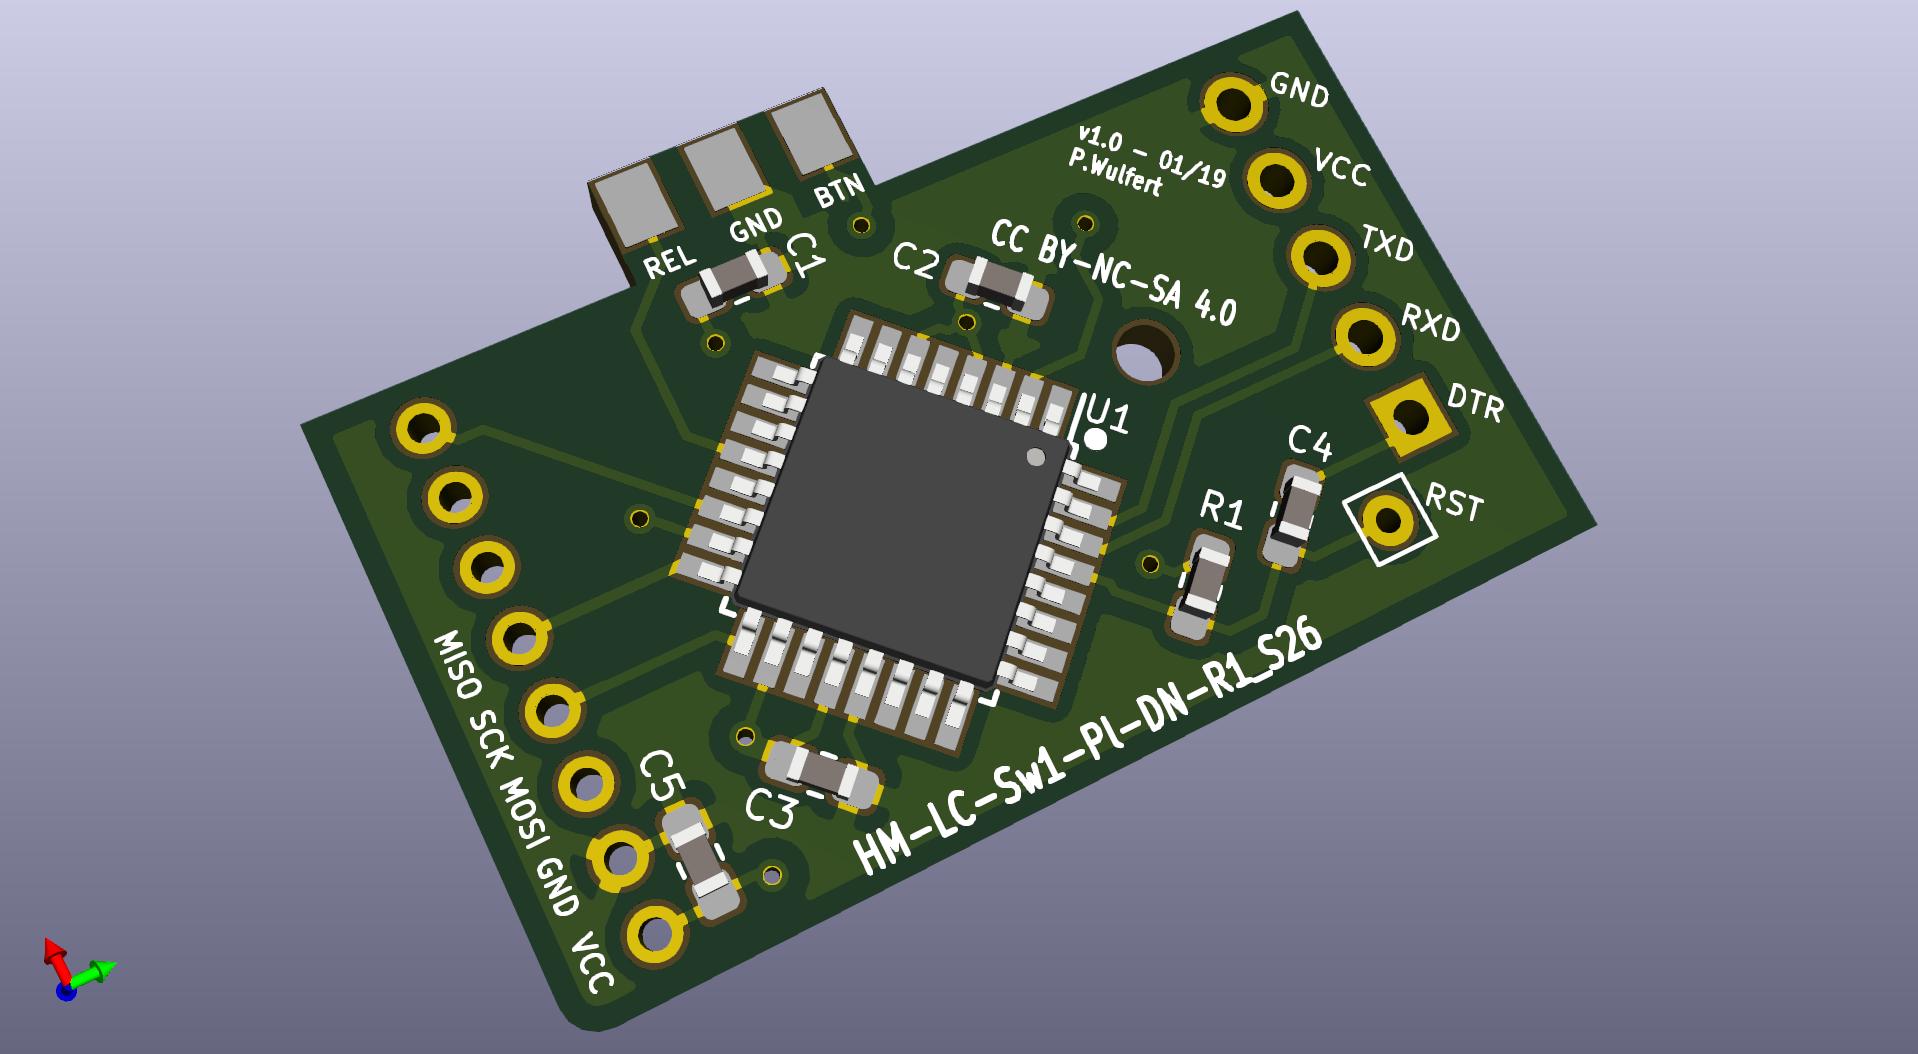 GND
VCC
TXD
RXD
DTR
RST
v1.0 - 01/19
P.Wulfert
CC BY-NC-SA 4.0
BTN
GND
REL
C1
C2
U1
C4
R1
C3
C5
MISO SCK MOSI GND VCC
HM-LC-Sw1-Pl-DN-R1_S26